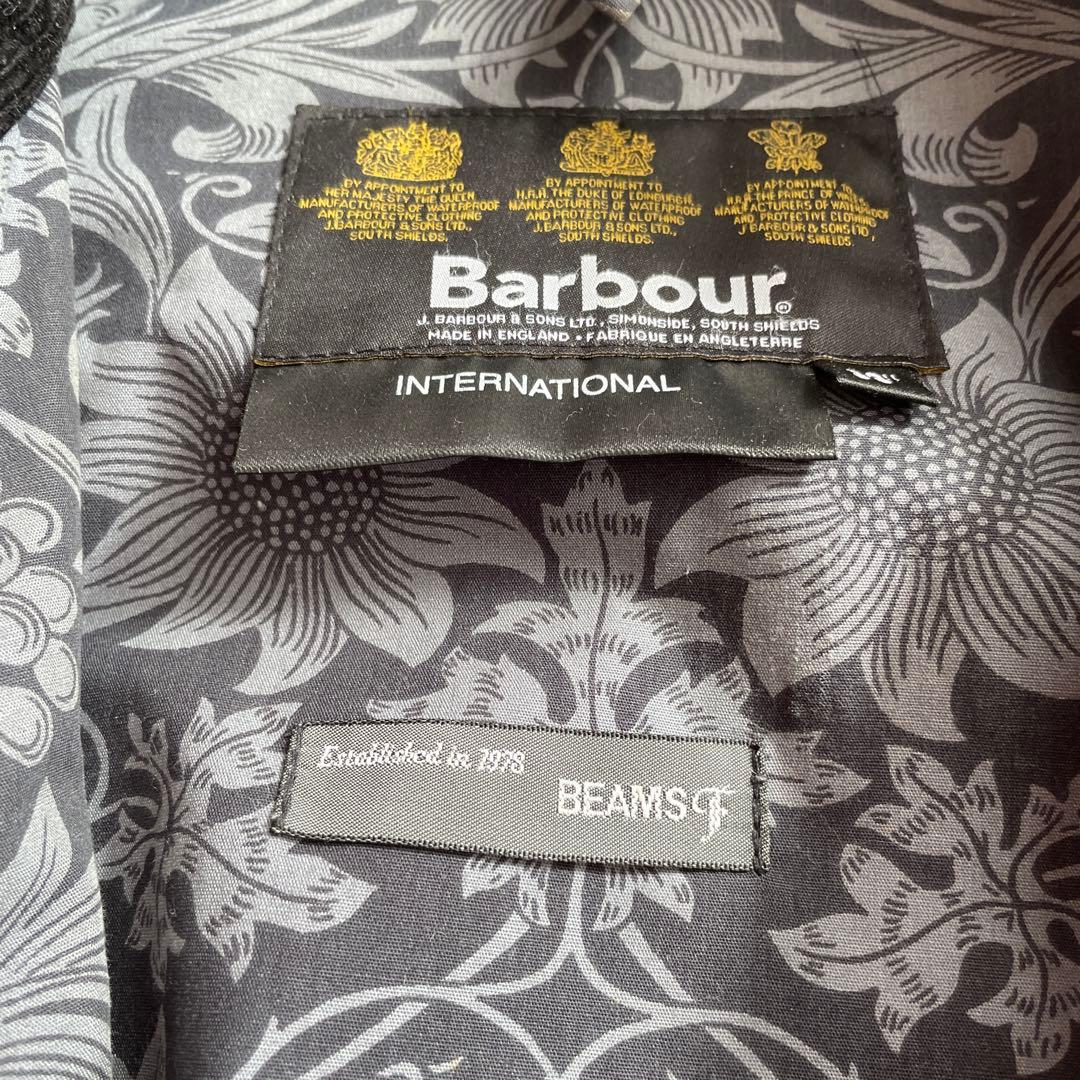 BY APPOINTMENT TO
HER MAJESTY THE QUEEN
MANUFACTURERS OF WATERPROOF
AND PROTECTIVE CLOTHING
J.BARBOUR & SONS LTD.,
SOUTH SHIELDS.
BY APPOINTMENT TO
H.R.H. THE DUKE OF EDINBURGH
MANUFACTURERS OF WATERPROOF
AND PROTECTIVE CLOTHING
J.BARBOUR & SONS LTD.,
SOUTH SHIELDS.
BY APPOINTMENT TO
H.R.H. THE PRINCE OF WALES
MANUFACTURERS OF WATERPROOF
AND PROTECTIVE CLOTHING
J BARBOUR & SONS LTD,
SOUTH SHIELDS.
Barbour®
J. BARBOUR & SONS LTD., SIMONSIDE, SOUTH SHIELDS
MADE IN ENGLAND • FABRIQUE EN ANGLETERRE
INTERNATIONAL
Established in 1978
BEAMS F